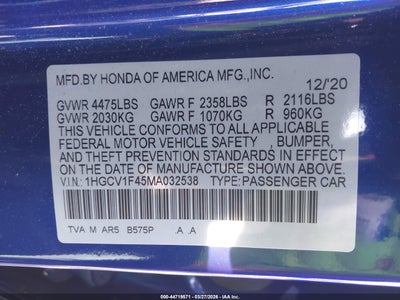 MFD.BY HONDA OF AMERICA MFG.,INC.
12/'20
GVWR 4475LBS GAWR F 2358LBS R 2116LBS
GVWR 2030KG GAWR F 1070KG R 960KG
THIS VEHICLE CONFORMS TO ALL APPLICABLE
FEDERAL MOTOR VEHICLE SAFETY , BUMPER,
AND THEFT PREVENTION STANDARDS IN EFFECT
ON THE DATE OF MANUFACTURE SHOWN ABOVE.
V.I.N: 1HGCV1F45MA032538 TYPE:PASSENGER CAR
TVA M AR5 B575P .A .A
© IAA - 44719571 - 03/27/2026 - IAA